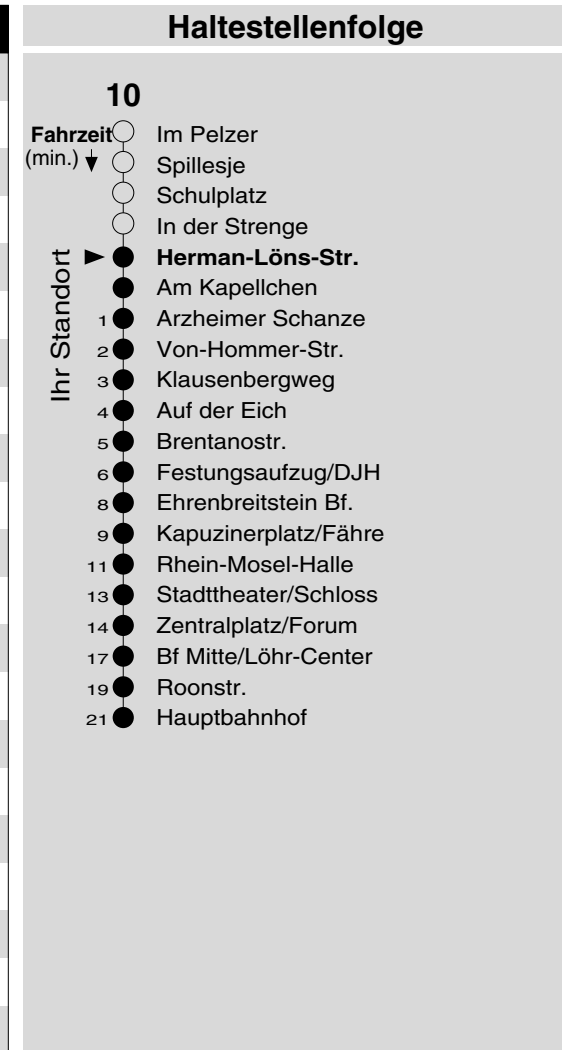 Haltestellenfolge
10
Fahrzeit
(min.)
Im Pelzer
Spillesje
Schulplatz
In der Strenge
Ihr Standort
Herman-Löns-Str.
Am Kapellchen
1 Arzheimer Schanze
2 Von-Hommer-Str.
3 Klausenbergweg
4 Auf der Eich
5 Brentanostr.
6 Festungsaufzug/DJH
8 Ehrenbreitstein Bf.
9 Kapuzinerplatz/Fähre
11 Rhein-Mosel-Halle
13 Stadttheater/Schloss
14 Zentralplatz/Forum
17 Bf Mitte/Löhr-Center
19 Roonstr.
21 Hauptbahnhof